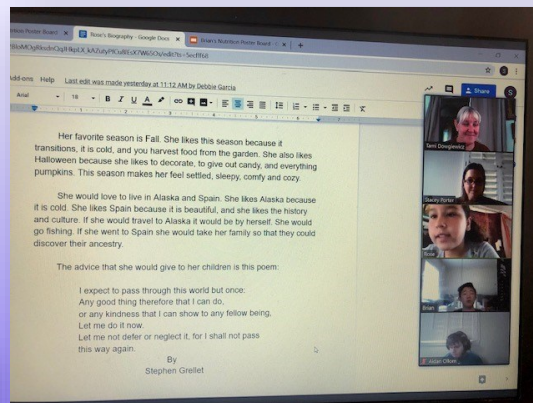 Rose's Biography - Google Docs
Brian's Nutrition Poster Board
Add-ons Help Last edit was made yesterday at 11:12 AM by Debbie Garcia
Share
S
Arial 18 B I U A
Her favorite season is Fall. She likes this season because it
transitions, it is cold, and you harvest food from the garden. She also likes
Halloween because she likes to decorate, to give out candy, and everything
pumpkins. This season makes her feel settled, sleepy, comfy and cozy.
She would love to live in Alaska and Spain. She likes Alaska because
it is cold. She likes Spain because it is beautiful, and she likes the history
and culture. If she would travel to Alaska it would be by herself. She would
go fishing. If she went to Spain she would take her family so that they could
discover their ancestry.
The advice that she would give to her children is this poem:
I expect to pass through this world but once:
Any good thing therefore that I can do,
or any kindness that I can show to any fellow being,
Let me do it now.
Let me not defer or neglect it, for I shall not pass
this way again.
By
Stephen Grellet
Tami Dowgiewicz
Stacey Porter
Rose
Brian